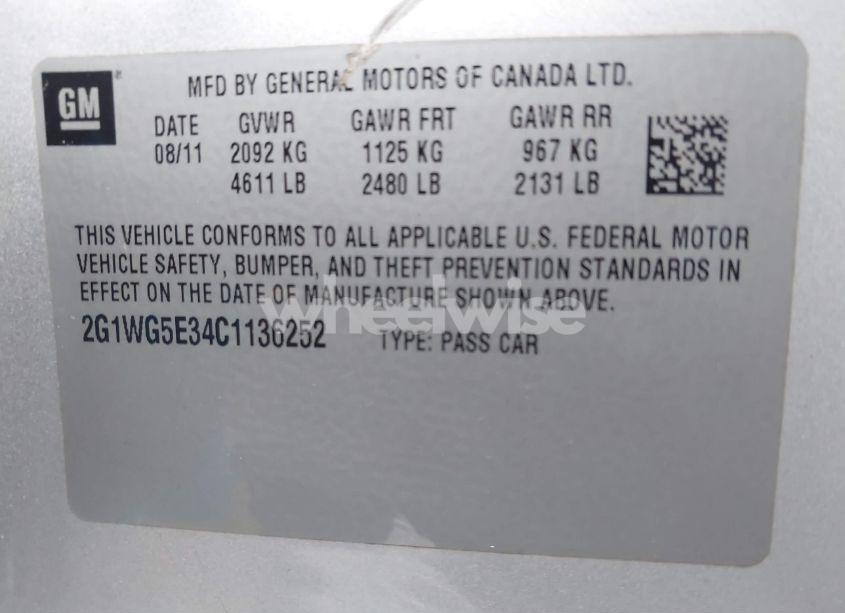 GM
MFD BY GENERAL MOTORS OF CANADA LTD.
DATE GVWR GAWR FRT GAWR RR
08/11 2092 KG 1125 KG 967 KG
4611 LB 2480 LB 2131 LB
THIS VEHICLE CONFORMS TO ALL APPLICABLE U.S. FEDERAL MOTOR
VEHICLE SAFETY, BUMPER, AND THEFT PREVENTION STANDARDS IN
EFFECT ON THE DATE OF MANUFACTURE SHOWN ABOVE.
wheelwise
2G1WG5E34C1136252 TYPE: PASS CAR